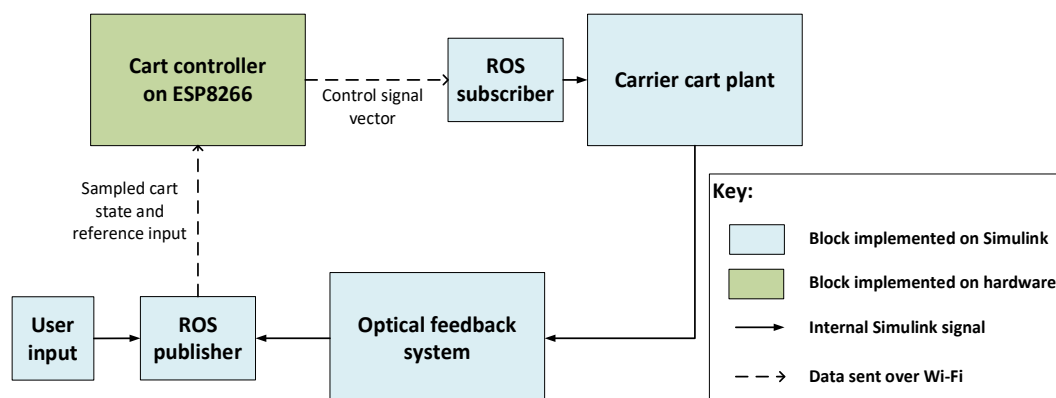 Cart controller
on ESP8266
Control signal
vector
ROS
subscriber
Carrier cart plant
Sampled cart
state and
reference input
User
input
ROS
publisher
Optical feedback
system
Key:
Block implemented on Simulink
Block implemented on hardware
Internal Simulink signal
Data sent over Wi-Fi